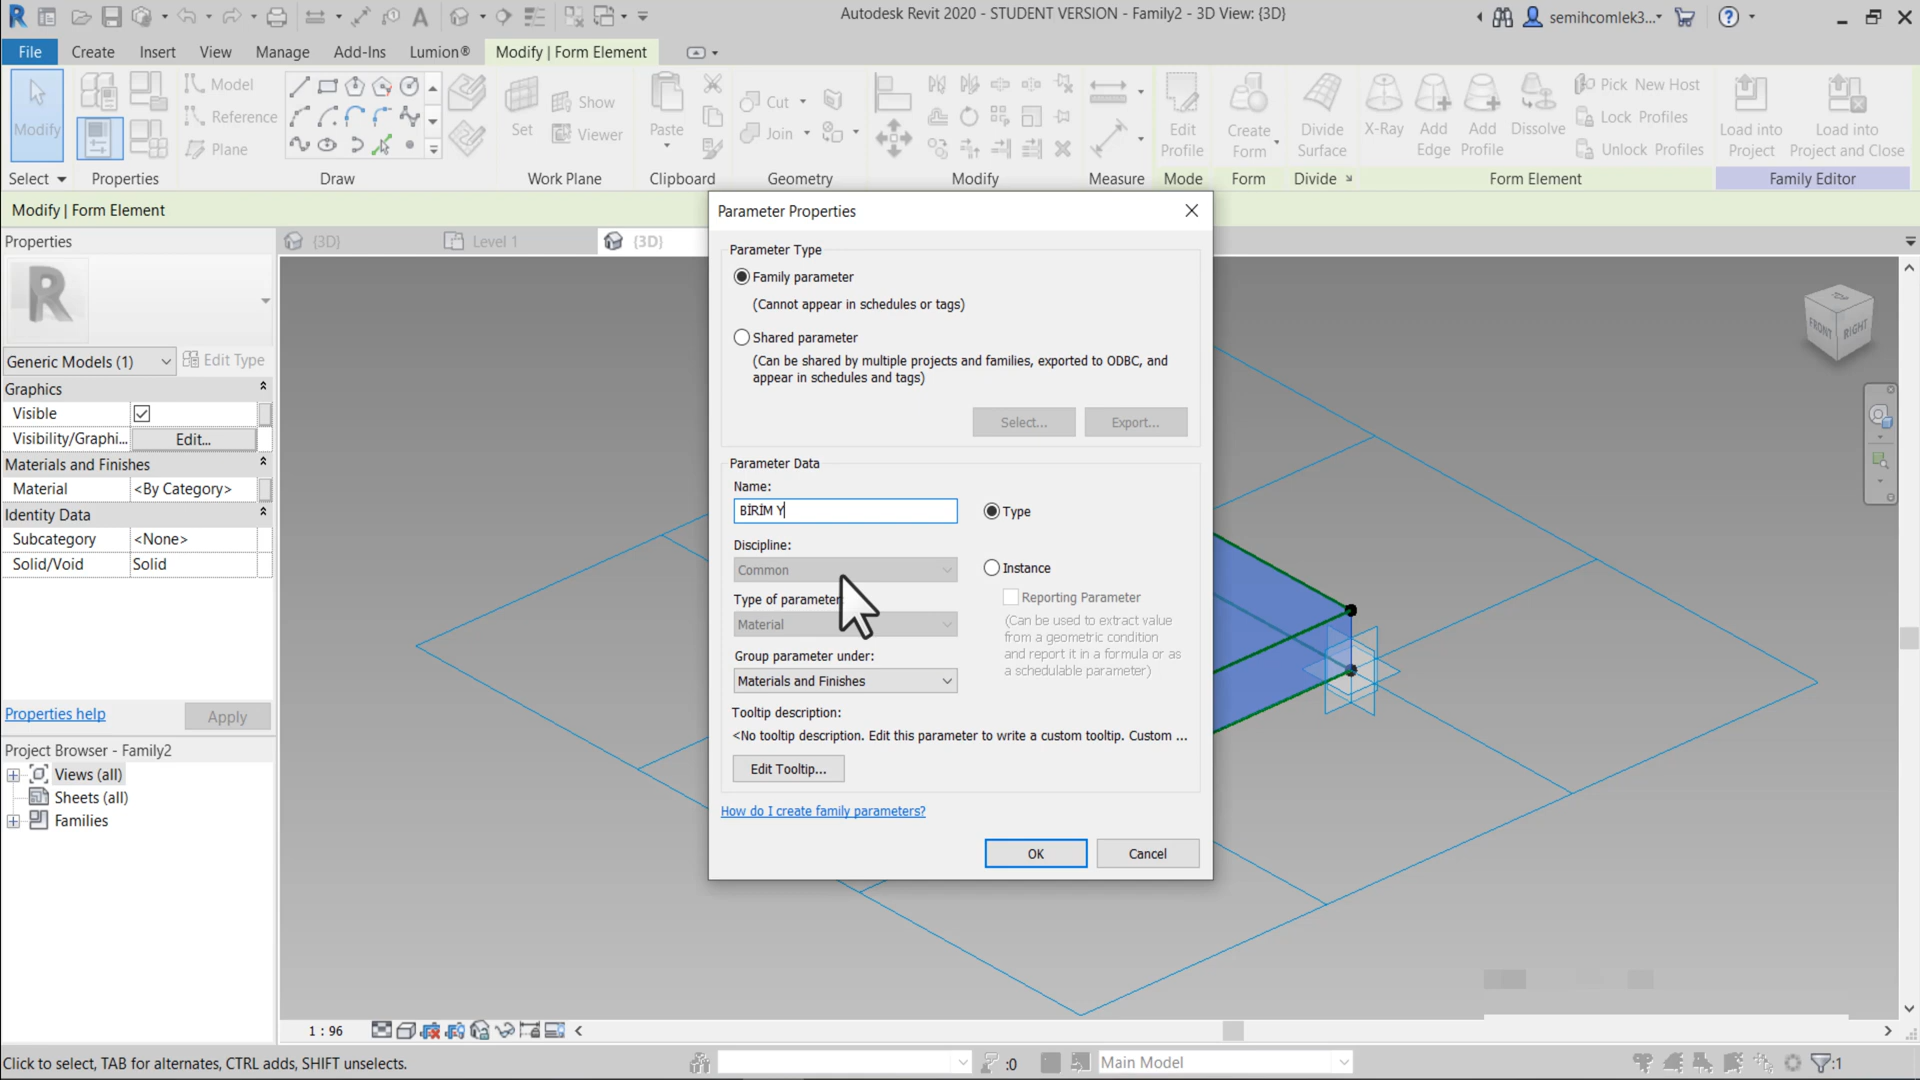 Autodesk Revit 2020 - STUDENT VERSION - Family2 - 3D View: {3D}
semihcomlek3...
File Create Insert View Manage Add-Ins Lumion® Modify | Form Element
Modify
Model
Reference
Plane
Set
Show
Viewer
Paste
Cut
Join
Edit Profile
Create Form
Divide Surface
X-Ray
Add Edge
Add Profile
Dissolve
Pick New Host
Lock Profiles
Unlock Profiles
Load into Project
Load into Project and Close
Select Properties Draw Work Plane Clipboard Geometry Modify Measure Mode Form Divide Form Element Family Editor
Modify | Form Element
Properties
{3D} Level 1 {3D}
Generic Models (1) Edit Type
Graphics
Visible
Visibility/Graphi... Edit...
Materials and Finishes
Material <By Category>
Identity Data
Subcategory <None>
Solid/Void Solid
Properties help Apply
Project Browser - Family2
Views (all)
Sheets (all)
Families
Parameter Properties
Parameter Type
Family parameter
(Cannot appear in schedules or tags)
Shared parameter
(Can be shared by multiple projects and families, exported to ODBC, and
appear in schedules and tags)
Select... Export...
Parameter Data
Name:
BİRİM Y
Type
Discipline:
Common
Instance
Type of parameter
Material
Reporting Parameter
(Can be used to extract value
from a geometric condition
and report it in a formula or as
a schedulable parameter)
Group parameter under:
Materials and Finishes
Tooltip description:
<No tooltip description. Edit this parameter to write a custom tooltip. Custom ...
Edit Tooltip...
How do I create family parameters?
OK Cancel
TOP
FRONT RIGHT
1 : 96
Click to select, TAB for alternates, CTRL adds, SHIFT unselects.
:0
Main Model
:1